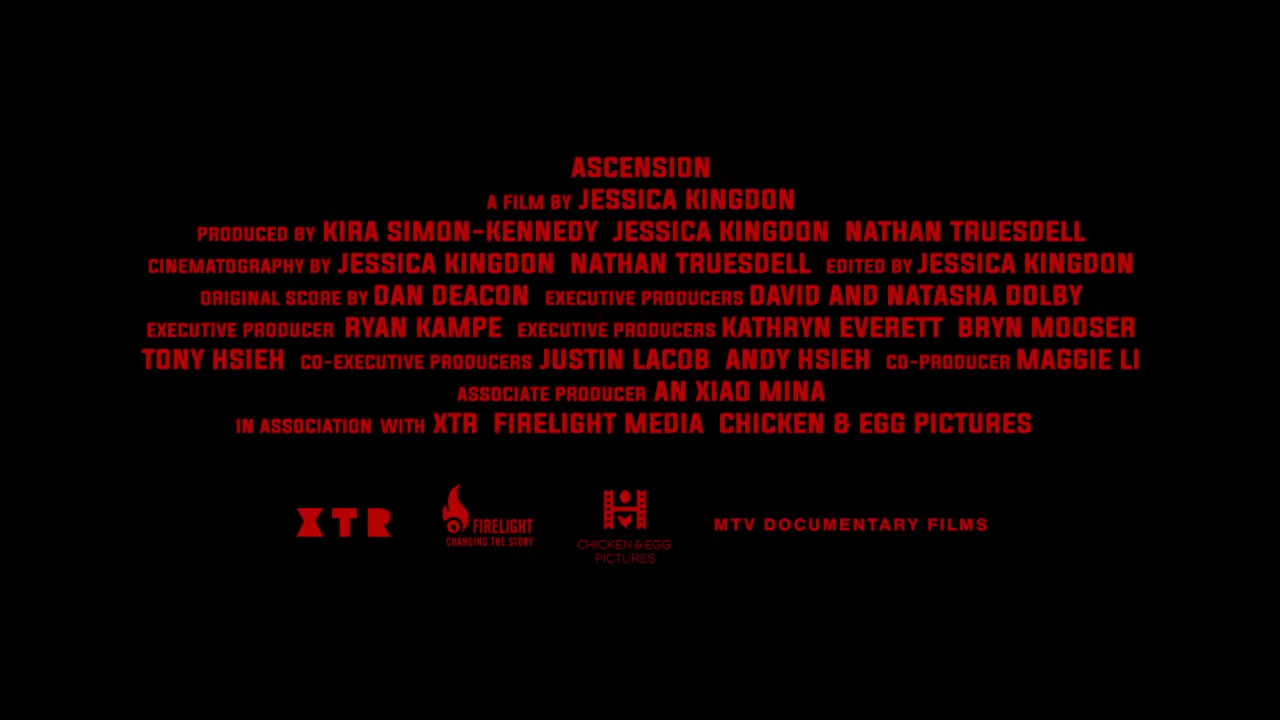 ASCENSION
A FILM BY JESSICA KINGDON
PRODUCED BY KIRA SIMON-KENNEDY JESSICA KINGDON NATHAN TRUESDELL
CINEMATOGRAPHY BY JESSICA KINGDON NATHAN TRUESDELL EDITED BY JESSICA KINGDON
ORIGINAL SCORE BY DAN DEACON EXECUTIVE PRODUCERS DAVID AND NATASHA DOLBY
EXECUTIVE PRODUCER RYAN KAMPE EXECUTIVE PRODUCERS KATHRYN EVERETT BRYN MOOSER
TONY HSIEH CO-EXECUTIVE PRODUCERS JUSTIN LACOB ANDY HSIEH CO-PRODUCER MAGGIE LI
ASSOCIATE PRODUCER AN XIAO MINA
IN ASSOCIATION WITH XTR FIRELIGHT MEDIA CHICKEN & EGG PICTURES
XTR
FIRELIGHT
CHANGING THE STORY
CHICKEN & EGG
PICTURES
MTV DOCUMENTARY FILMS